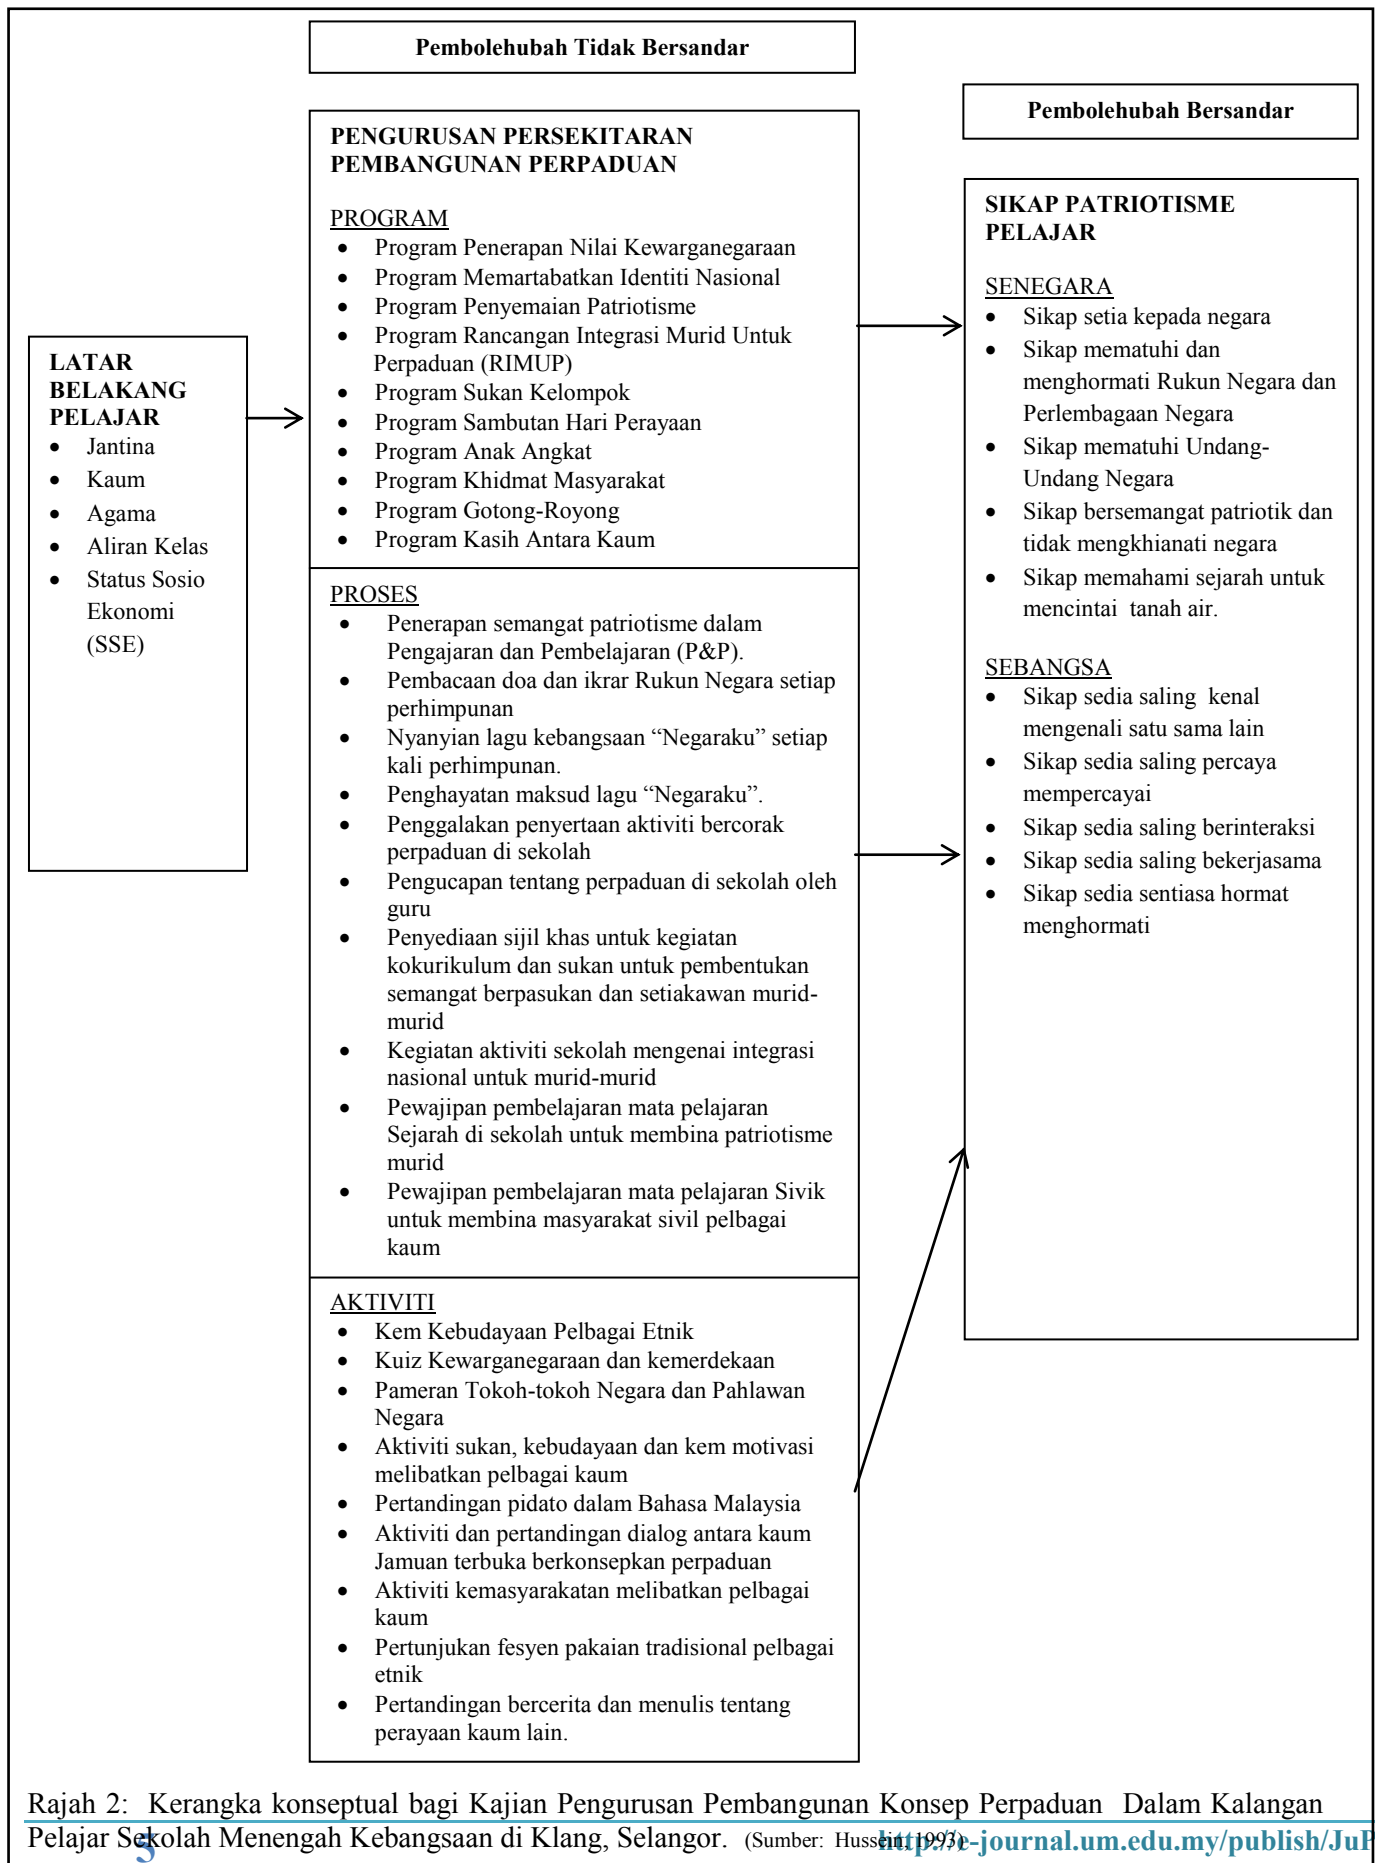 Pembolehubah Tidak Bersandar
Pembolehubah Bersandar
LATAR
BELAKANG
PELAJAR
• Jantina
• Kaum
• Agama
• Aliran Kelas
• Status Sosio
Ekonomi
(SSE)
PENGURUSAN PERSEKITARAN
PEMBANGUNAN PERPADUAN
PROGRAM
• Program Penerapan Nilai Kewarganegaraan
• Program Memartabatkan Identiti Nasional
• Program Penyemaian Patriotisme
• Program Rancangan Integrasi Murid Untuk
Perpaduan (RIMUP)
• Program Sukan Kelompok
• Program Sambutan Hari Perayaan
• Program Anak Angkat
• Program Khidmat Masyarakat
• Program Gotong-Royong
• Program Kasih Antara Kaum
PROSES
• Penerapan semangat patriotisme dalam
Pengajaran dan Pembelajaran (P&P).
• Pembacaan doa dan ikrar Rukun Negara setiap
perhimpunan
• Nyanyian lagu kebangsaan “Negaraku” setiap
kali perhimpunan.
• Penghayatan maksud lagu “Negaraku”.
• Penggalakan penyertaan aktiviti bercorak
perpaduan di sekolah
• Pengucapan tentang perpaduan di sekolah oleh
guru
• Penyediaan sijil khas untuk kegiatan
kokurikulum dan sukan untuk pembentukan
semangat berpasukan dan setiakawan murid-
murid
• Kegiatan aktiviti sekolah mengenai integrasi
nasional untuk murid-murid
• Pewajipan pembelajaran mata pelajaran
Sejarah di sekolah untuk membina patriotisme
murid
• Pewajipan pembelajaran mata pelajaran Sivik
untuk membina masyarakat sivil pelbagai
kaum
AKTIVITI
• Kem Kebudayaan Pelbagai Etnik
• Kuiz Kewarganegaraan dan kemerdekaan
• Pameran Tokoh-tokoh Negara dan Pahlawan
Negara
• Aktiviti sukan, kebudayaan dan kem motivasi
melibatkan pelbagai kaum
• Pertandingan pidato dalam Bahasa Malaysia
• Aktiviti dan pertandingan dialog antara kaum
Jamuan terbuka berkonsepkan perpaduan
• Aktiviti kemasyarakatan melibatkan pelbagai
kaum
• Pertunjukan fesyen pakaian tradisional pelbagai
etnik
• Pertandingan bercerita dan menulis tentang
perayaan kaum lain.
SIKAP PATRIOTISME
PELAJAR
SENEGARA
• Sikap setia kepada negara
• Sikap mematuhi dan
menghormati Rukun Negara dan
Perlembagaan Negara
• Sikap mematuhi Undang-
Undang Negara
• Sikap bersemangat patriotik dan
tidak mengkhianati negara
• Sikap memahami sejarah untuk
mencintai tanah air.
SEBANGSA
• Sikap sedia saling kenal
mengenali satu sama lain
• Sikap sedia saling percaya
mempercayai
• Sikap sedia saling berinteraksi
• Sikap sedia saling bekerjasama
• Sikap sedia sentiasa hormat
menghormati
Rajah 2: Kerangka konseptual bagi Kajian Pengurusan Pembangunan Konsep Perpaduan Dalam Kalangan
Pelajar Sekolah Menengah Kebangsaan di Klang, Selangor. (Sumber: Hussein, 1993)
5
http://e-journal.um.edu.my/publish/JuP